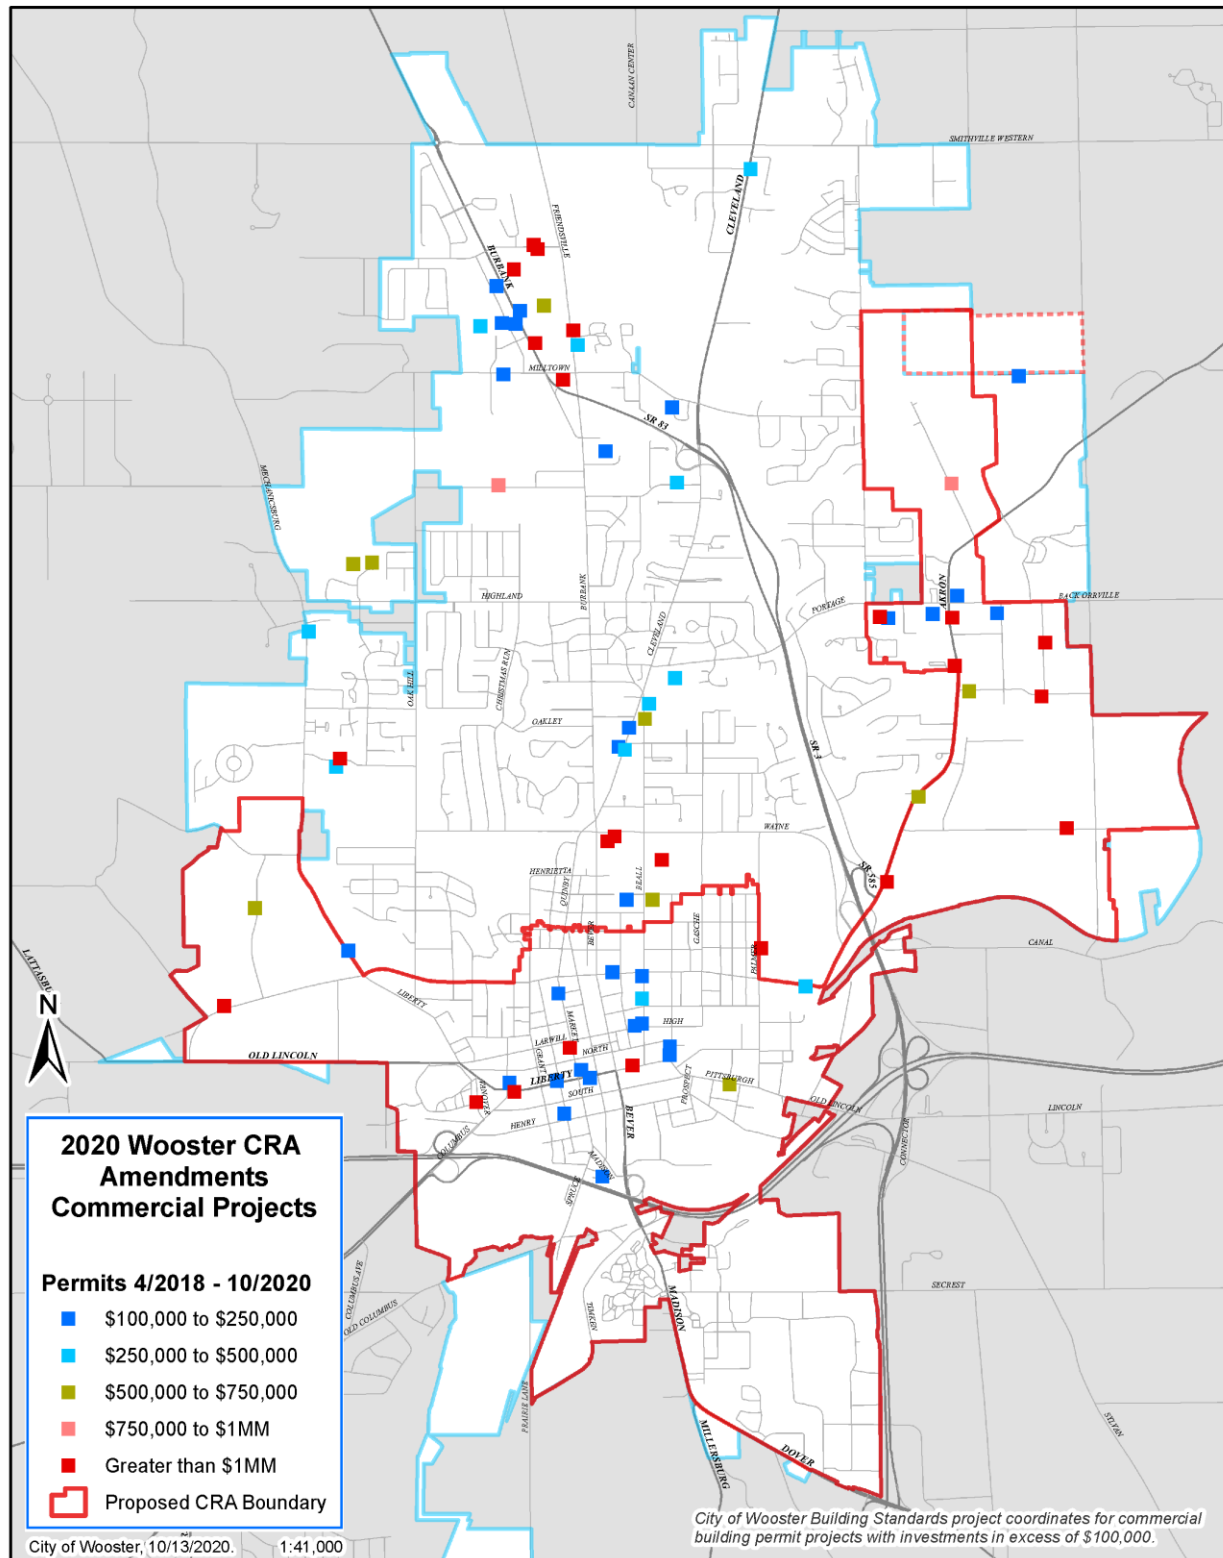 CANAAN CENTER
SMITHVILLE WESTERN
CLEVELAND
FRIENDSVILLE
BURBANK
MILLTOWN
SR 83
MECHANICSBURG
HIGHLAND
BURBANK
CLEVELAND
PORTAGE
AKRON
BACK ORRVILLE
OAK HILL
CHRISTMAS RUN
OAKLEY
SR 3
WAYNE
HENRIETTA
QUINBY
BEALL
SR 585
BEVER
GASCHE
PALMER
CANAL
LIBERTY
N
HIGH
MARKET
LARWILL
NORTH
GRANT
OLD LINCOLN
LIBERTY
SOUTH
PITTSBURGH
PROSPECT
OLD LINCOLN
LINCOLN
HENRY
BEVER
COLUMBUS
CONNECTOR
MADISON
SPRUCE
SECREST
COLUMBUS AVE
OLD COLUMBUS
TIMKEN
MADISON
PRAIRIE LANE
MILLERSBURG
DOVER
SYLVAN
2020 Wooster CRA
Amendments
Commercial Projects
Permits 4/2018 - 10/2020
$100,000 to $250,000
$250,000 to $500,000
$500,000 to $750,000
$750,000 to $1MM
Greater than $1MM
Proposed CRA Boundary
City of Wooster, 10/13/2020. 1:41,000
City of Wooster Building Standards project coordinates for commercial
building permit projects with investments in excess of $100,000.